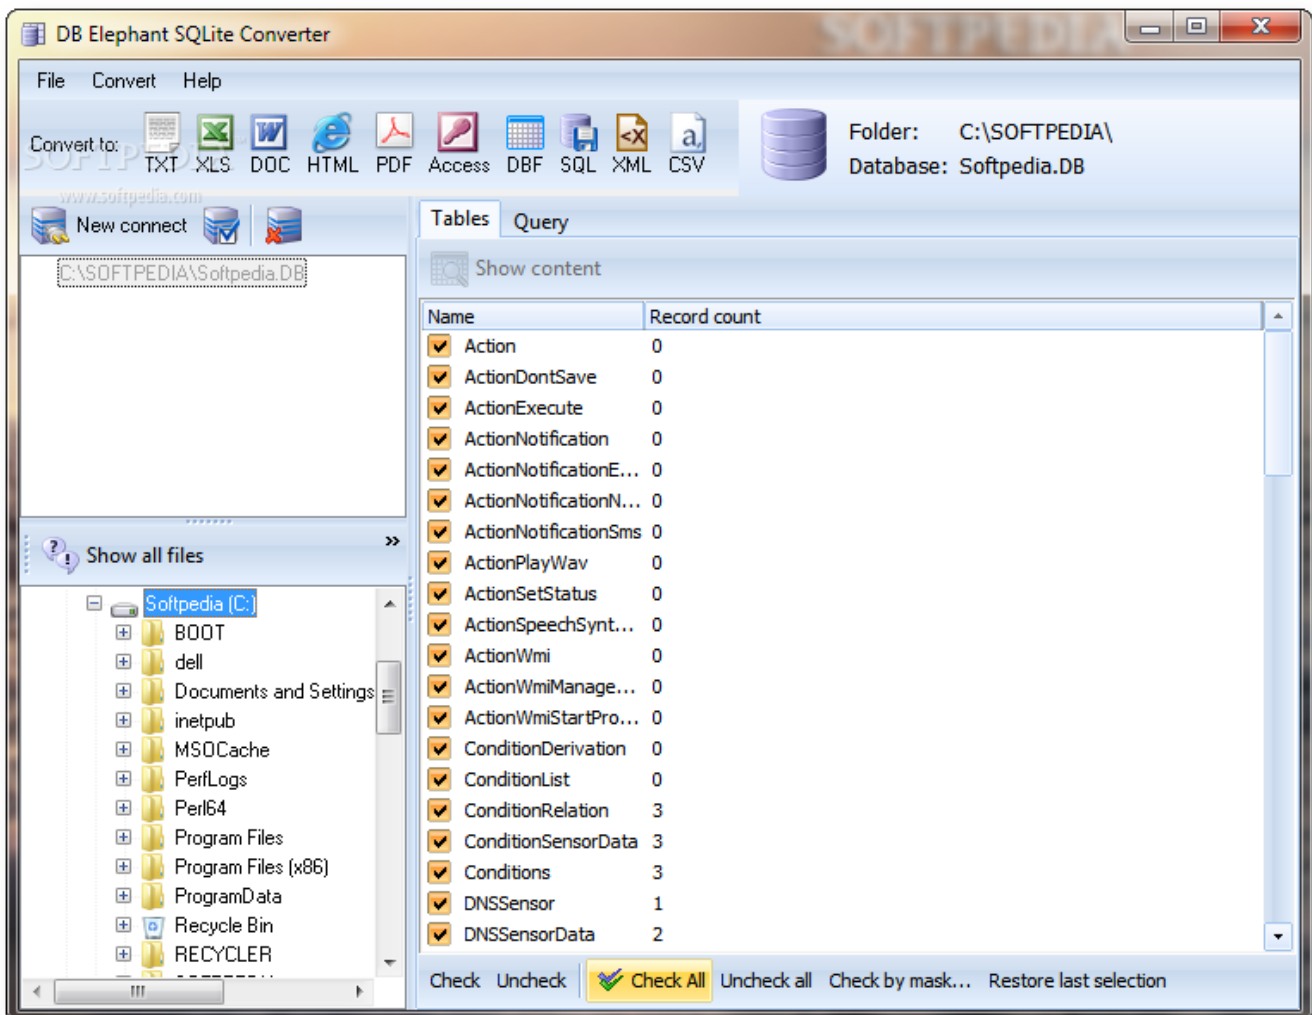 DB Elephant SQLite Converter
SOFTPEDIA
File Convert Help
Convert to: TXT XLS DOC HTML PDF Access DBF SQL XML CSV
SOFTPEDIA
www.softpedia.com
Folder: C:\SOFTPEDIA\
Database: Softpedia.DB
New connect
C:\SOFTPEDIA\Softpedia.DB
Show all files
Softpedia (C:)
BOOT
dell
Documents and Settings
inetpub
MSOCache
PerfLogs
Perl64
Program Files
Program Files (x86)
ProgramData
Recycle Bin
RECYCLER
Tables Query
Show content
Name Record count
Action 0
ActionDontSave 0
ActionExecute 0
ActionNotification 0
ActionNotificationE... 0
ActionNotificationN... 0
ActionNotificationSms 0
ActionPlayWav 0
ActionSetStatus 0
ActionSpeechSynt... 0
ActionWmi 0
ActionWmiManage... 0
ActionWmiStartPro... 0
ConditionDerivation 0
ConditionList 0
ConditionRelation 3
ConditionSensorData 3
Conditions 3
DNSSensor 1
DNSSensorData 2
Check Uncheck Check All Uncheck all Check by mask... Restore last selection